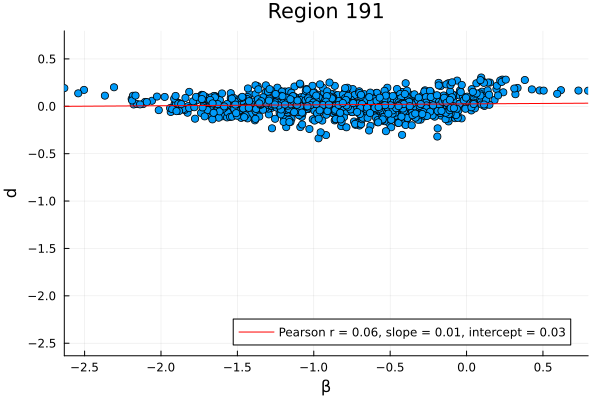 Region 191
0.5
0.0
−0.5
−1.0
−1.5
−2.0
−2.5
d
Pearson r = 0.06, slope = 0.01, intercept = 0.03
−2.5 −2.0 −1.5 −1.0 −0.5 0.0 0.5
β